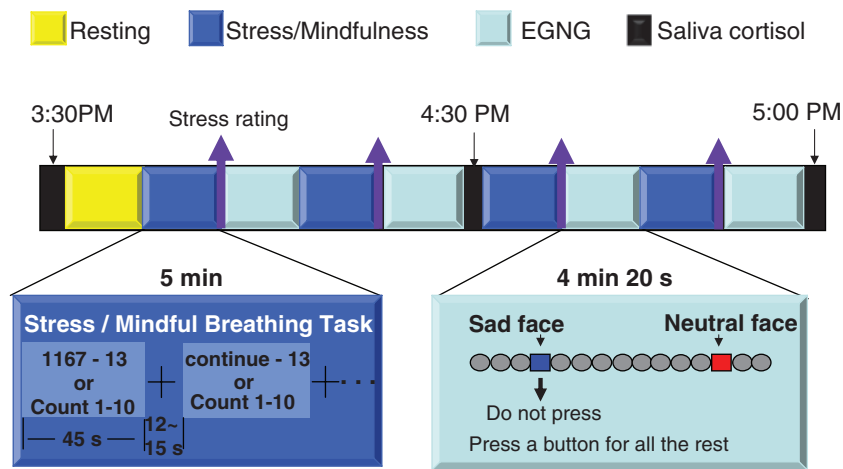 Resting
Stress/Mindfulness
EGNG
Saliva cortisol
3:30PM
Stress rating
4:30 PM
5:00 PM
5 min
4 min 20 s
Stress / Mindful Breathing Task
1167 - 13
or
Count 1-10
continue - 13
or
Count 1-10
45 s
12~
15 s
Sad face
Neutral face
Do not press
Press a button for all the rest